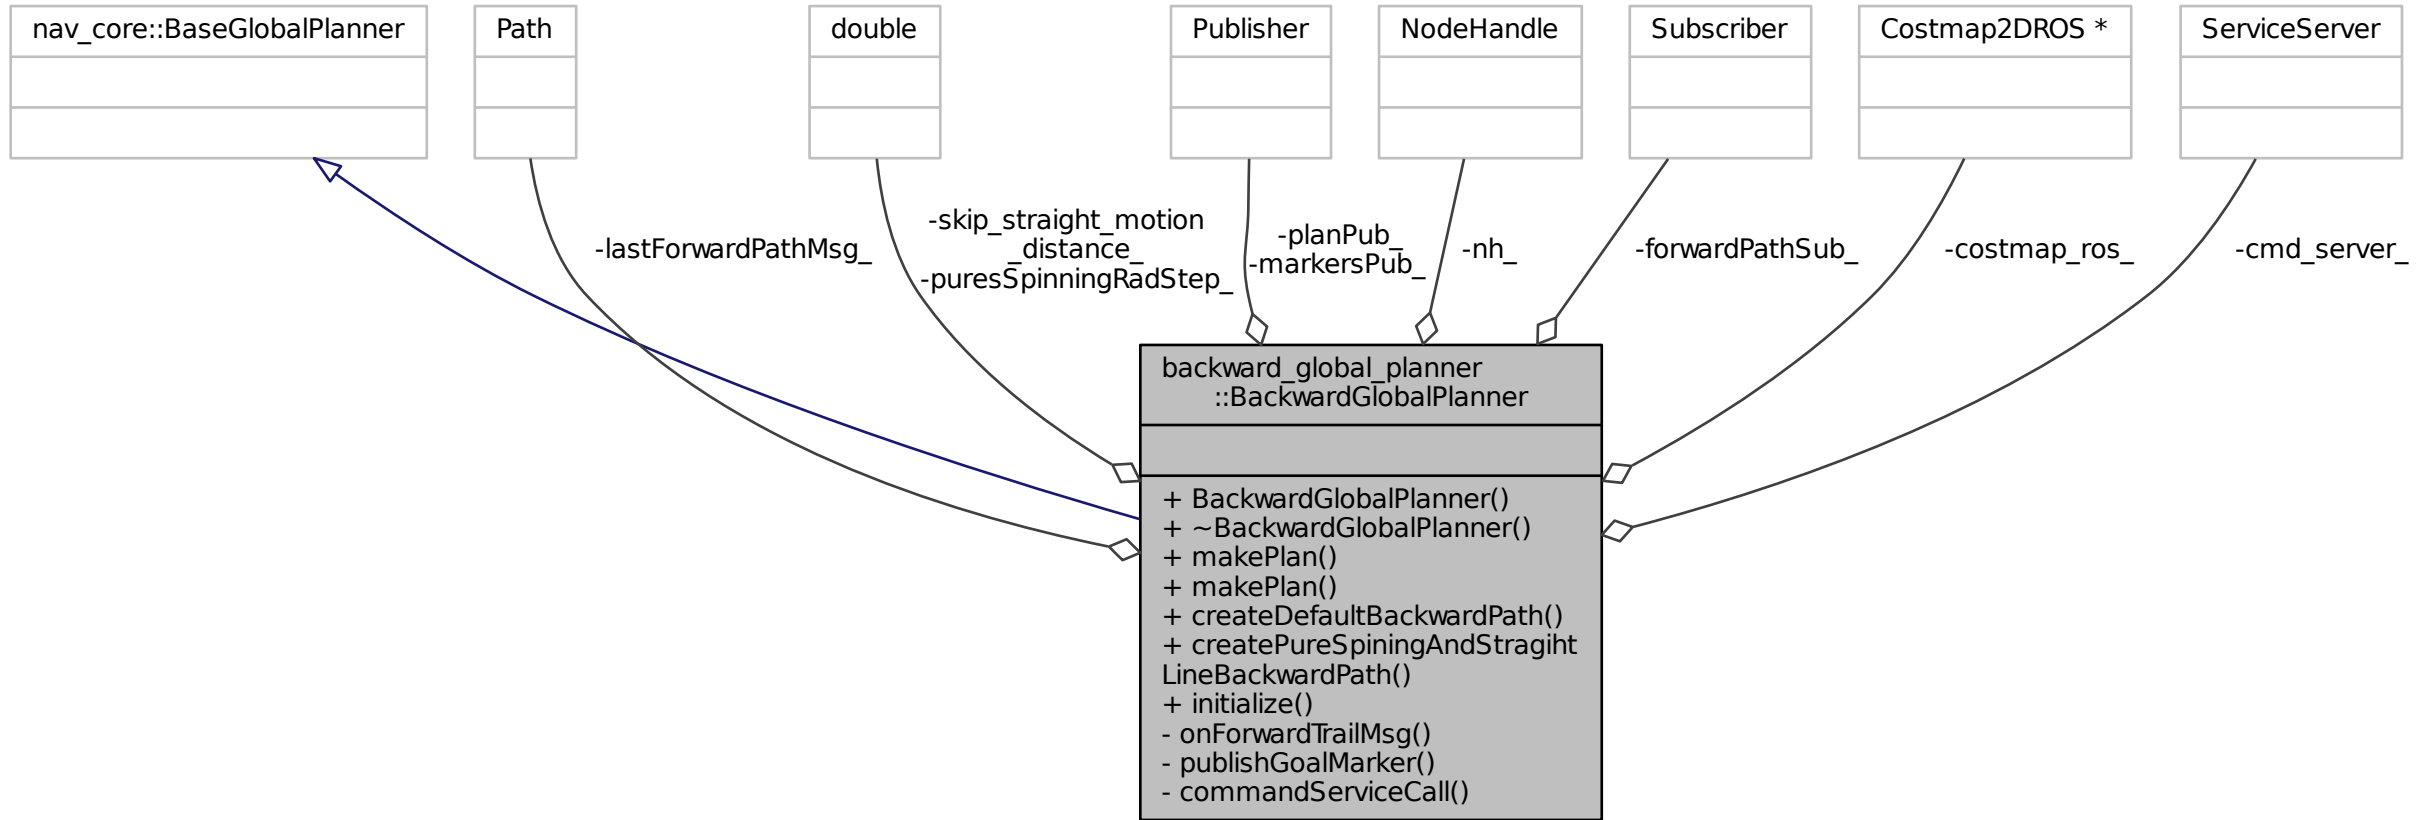 nav_core::BaseGlobalPlanner
Path
double
Publisher
NodeHandle
Subscriber
Costmap2DROS *
ServiceServer
-lastForwardPathMsg_
-skip_straight_motion
_distance_
-puresSpinningRadStep_
-planPub_
-markersPub_
-nh_
-forwardPathSub_
-costmap_ros_
-cmd_server_
backward_global_planner
::BackwardGlobalPlanner
+ BackwardGlobalPlanner()
+ ~BackwardGlobalPlanner()
+ makePlan()
+ makePlan()
+ createDefaultBackwardPath()
+ createPureSpiningAndStragiht
LineBackwardPath()
+ initialize()
- onForwardTrailMsg()
- publishGoalMarker()
- commandServiceCall()